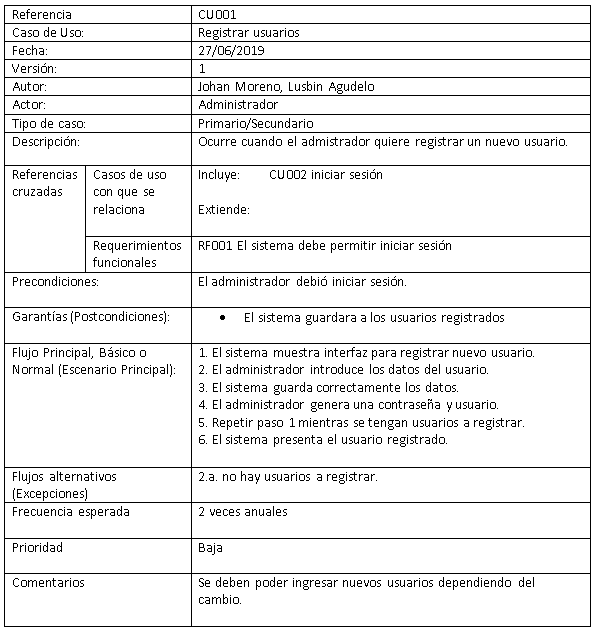 Referencia CU001
Caso de Uso: Registrar usuarios
Fecha: 27/06/2019
Versión: 1
Autor: Johan Moreno, Lusbin Agudelo
Actor: Administrador
Tipo de caso: Primario/Secundario
Descripción: Ocurre cuando el admistrador quiere registrar un nuevo usuario.
Referencias
cruzadas
Casos de uso
con que se
relaciona
Incluye: CU002 iniciar sesión
Extiende:
Requerimientos
funcionales
RF001 El sistema debe permitir iniciar sesión
Precondiciones: El administrador debió iniciar sesión.
Garantías (Postcondiciones): • El sistema guardara a los usuarios registrados
Flujo Principal, Básico o
Normal (Escenario Principal):
1. El sistema muestra interfaz para registrar nuevo usuario.
2. El administrador introduce los datos del usuario.
3. El sistema guarda correctamente los datos.
4. El administrador genera una contraseña y usuario.
5. Repetir paso 1 mientras se tengan usuarios a registrar.
6. El sistema presenta el usuario registrado.
Flujos alternativos
(Excepciones)
2.a. no hay usuarios a registrar.
Frecuencia esperada 2 veces anuales
Prioridad Baja
Comentarios Se deben poder ingresar nuevos usuarios dependiendo del
cambio.